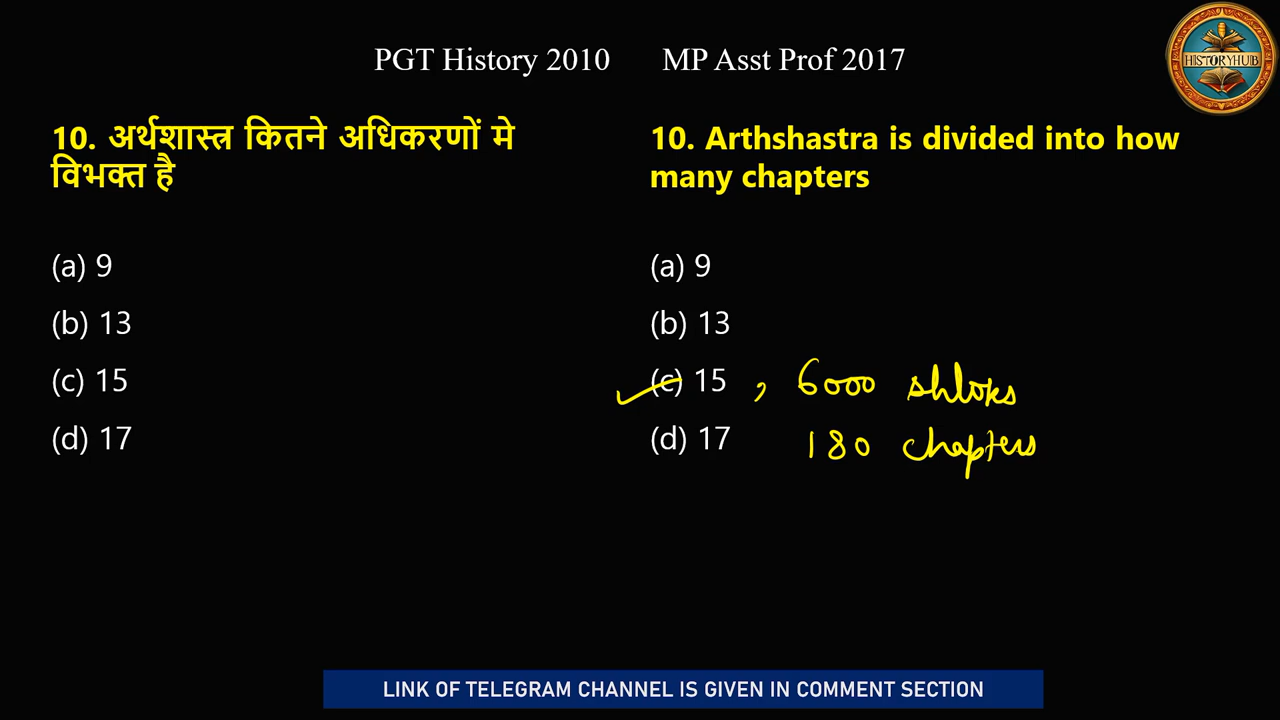 PGT History 2010 MP Asst Prof 2017
HISTORYHUB
10. अर्थशास्त्र कितने अधिकरणों मे
विभक्त है
(a) 9
(b) 13
(c) 15
(d) 17
10. Arthshastra is divided into how
many chapters
(a) 9
(b) 13
(c) 15 , 6000 shloks
(d) 17 180 chapters
LINK OF TELEGRAM CHANNEL IS GIVEN IN COMMENT SECTION